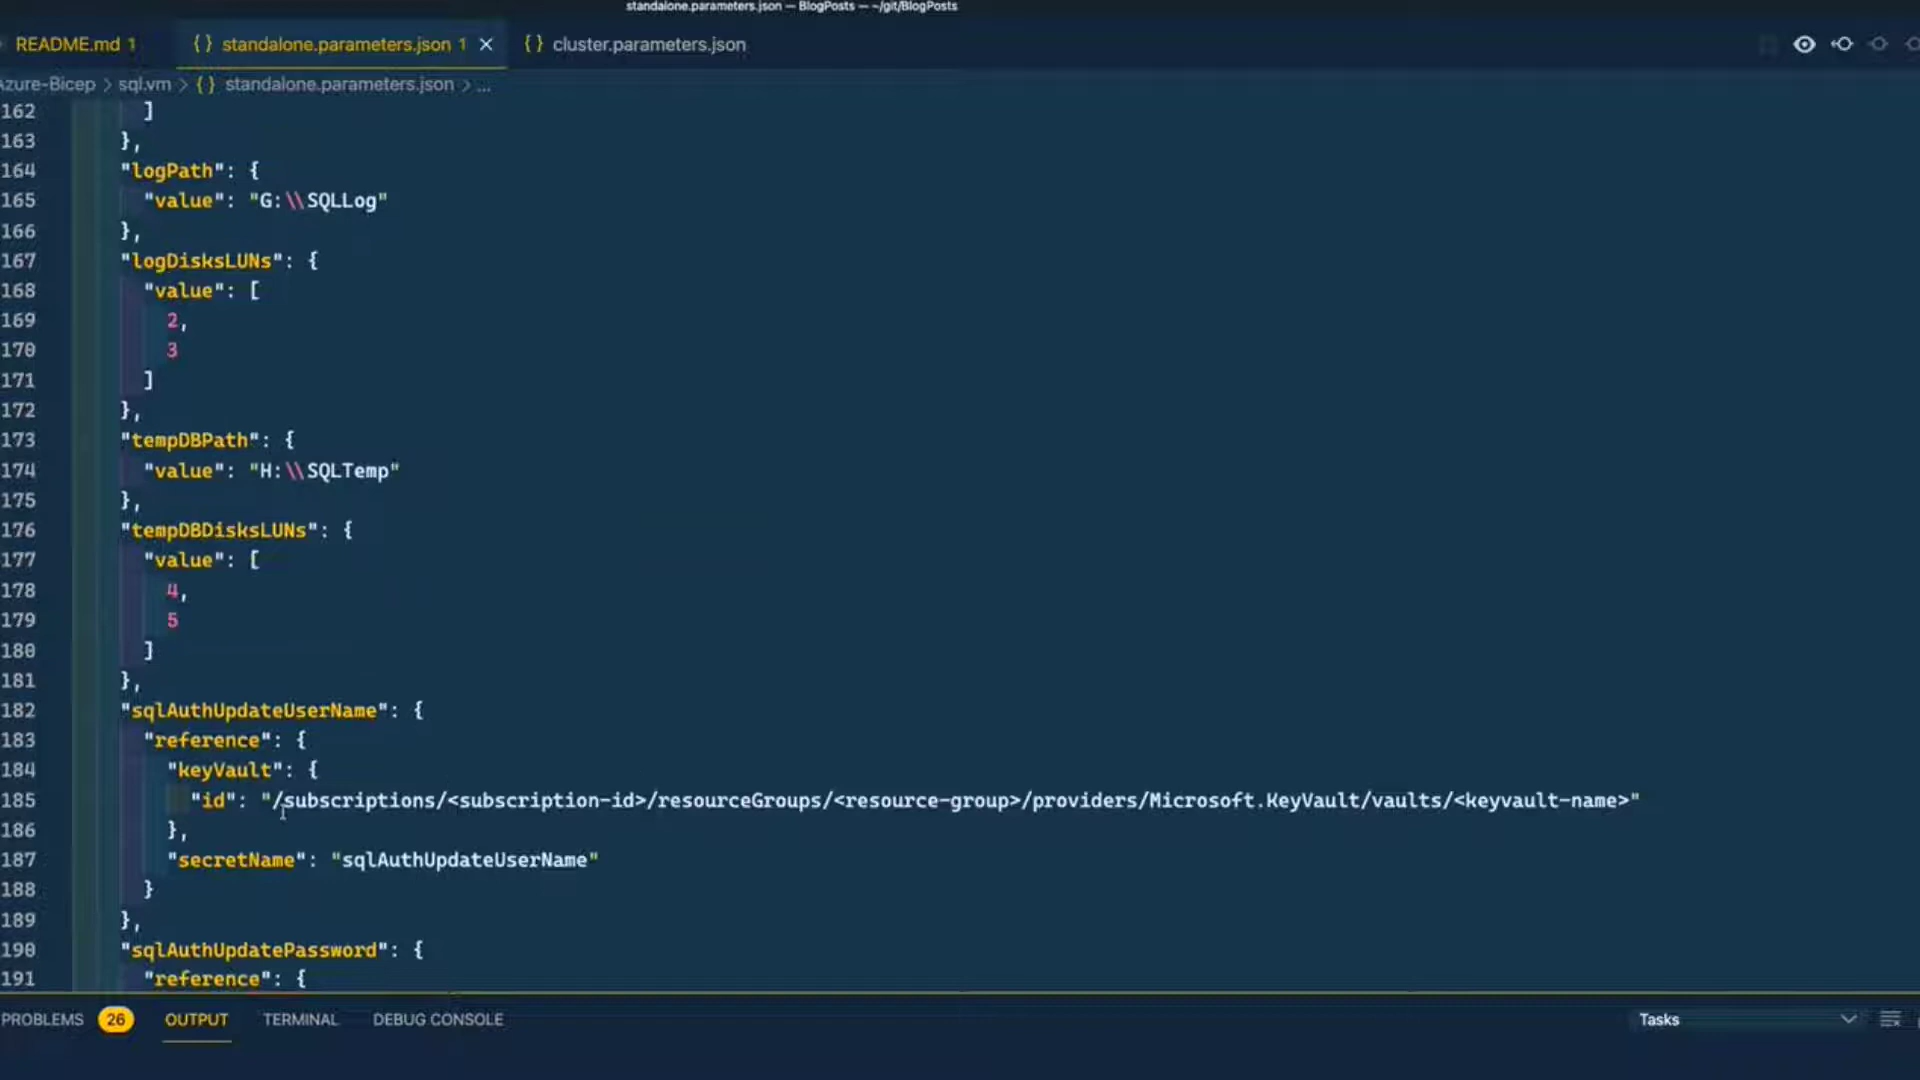 standalone.parameters.json — BlogPosts — ~/git/BlogPosts
README.md 1 {} standalone.parameters.json 1 × {} cluster.parameters.json
Azure-Bicep > sql.vm > {} standalone.parameters.json > ...
162 ]
163 },
164 "logPath": {
165 "value": "G:\\SQLLog"
166 },
167 "logDisksLUNs": {
168 "value": [
169 2,
170 3
171 ]
172 },
173 "tempDBPath": {
174 "value": "H:\\SQLTemp"
175 },
176 "tempDBDisksLUNs": {
177 "value": [
178 4,
179 5
180 ]
181 },
182 "sqlAuthUpdateUserName": {
183 "reference": {
184 "keyVault": {
185 "id": "/subscriptions/<subscription-id>/resourceGroups/<resource-group>/providers/Microsoft.KeyVault/vaults/<keyvault-name>"
186 },
187 "secretName": "sqlAuthUpdateUserName"
188 }
189 },
190 "sqlAuthUpdatePassword": {
191 "reference": {
PROBLEMS 26 OUTPUT TERMINAL DEBUG CONSOLE Tasks